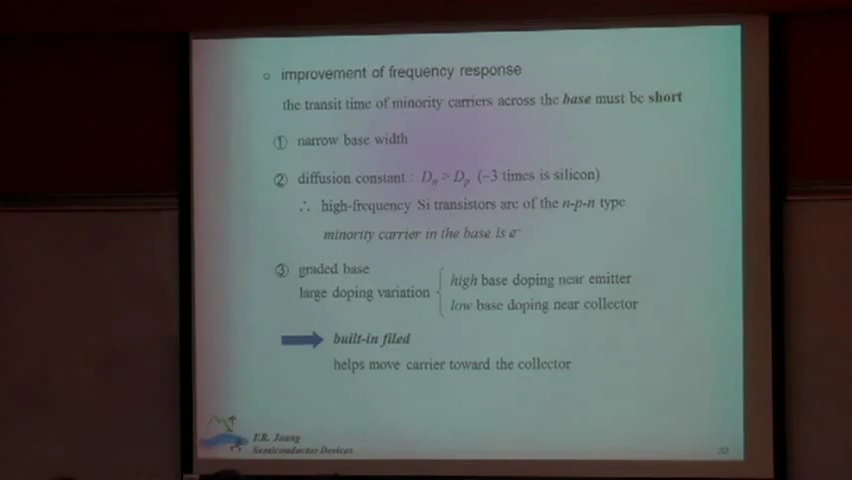 improvement of frequency response
the transit time of minority carriers across the base must be short
① narrow base width
② diffusion constant : Dn > Dp (~3 times is silicon)
∴ high-frequency Si transistors are of the n-p-n type
minority carrier in the base is e-
③ graded base
large doping variation { high base doping near emitter
low base doping near collector
built-in filed
helps move carrier toward the collector
F.R. Juang
Semiconductor Devices